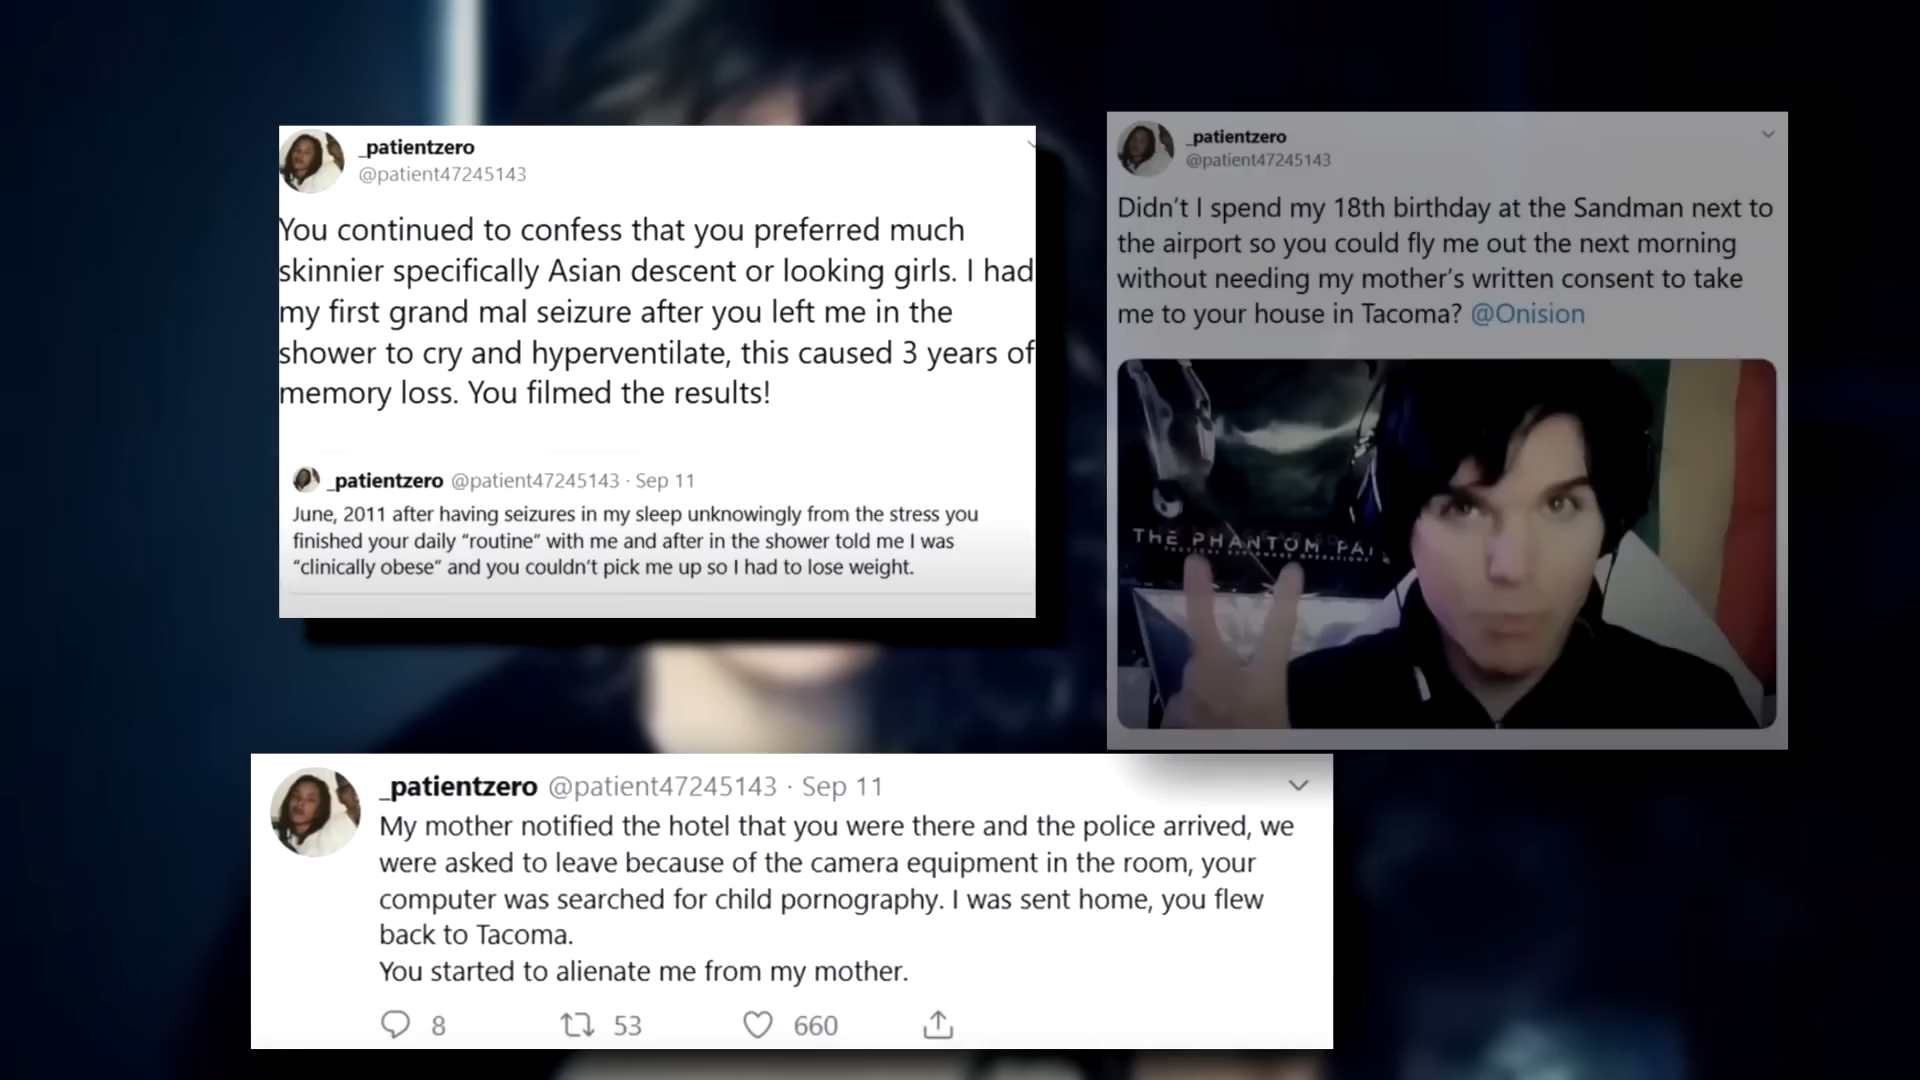 _patientzero
@patient47245143
You continued to confess that you preferred much
skinnier specifically Asian descent or looking girls. I had
my first grand mal seizure after you left me in the
shower to cry and hyperventilate, this caused 3 years of
memory loss. You filmed the results!
_patientzero @patient47245143 · Sep 11
June, 2011 after having seizures in my sleep unknowingly from the stress you
finished your daily “routine” with me and after in the shower told me I was
“clinically obese” and you couldn’t pick me up so I had to lose weight.
_patientzero
@patient47245143
Didn’t I spend my 18th birthday at the Sandman next to
the airport so you could fly me out the next morning
without needing my mother’s written consent to take
me to your house in Tacoma? @Onision
THE PHANTOM PAI
_patientzero @patient47245143 · Sep 11
My mother notified the hotel that you were there and the police arrived, we
were asked to leave because of the camera equipment in the room, your
computer was searched for child pornography. I was sent home, you flew
back to Tacoma.
You started to alienate me from my mother.
8 53 660